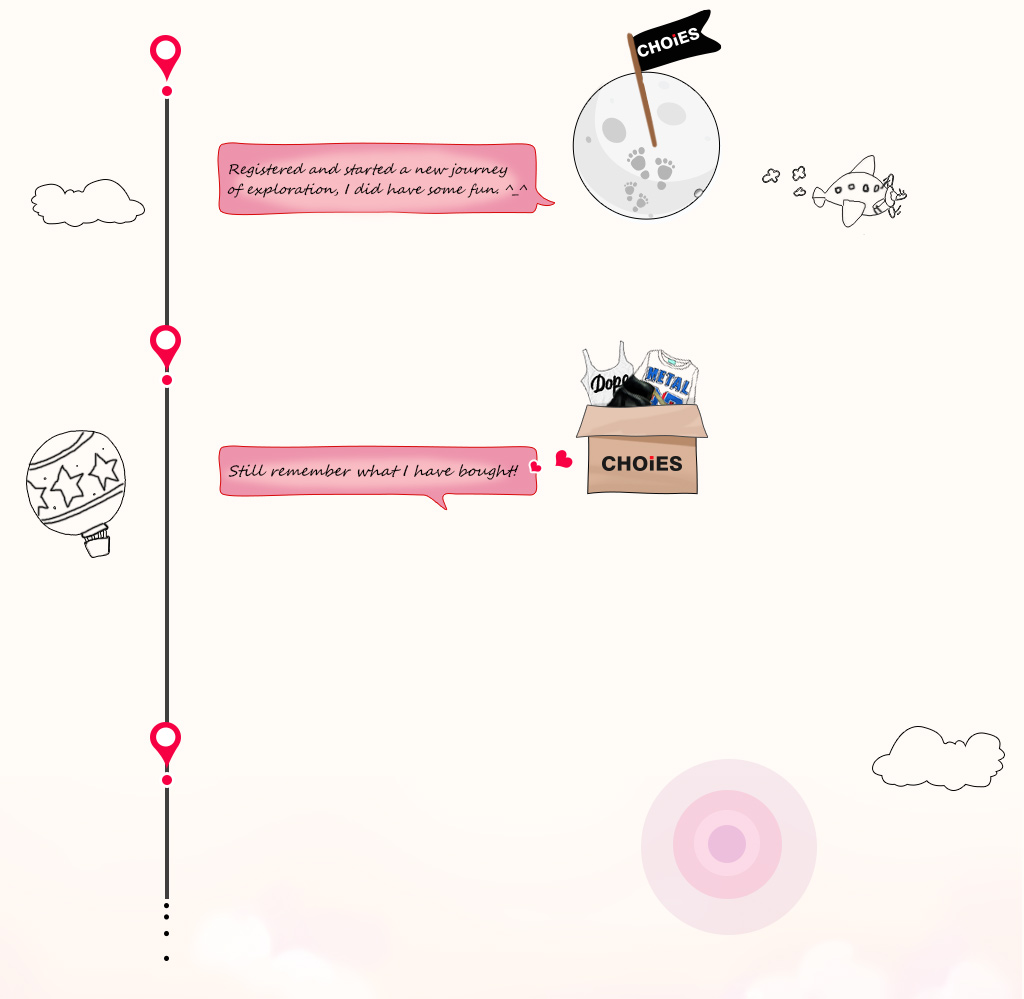 CHOiES
Registered and started a new journey
of exploration, I did have some fun. ^_^
Dope
METAL
Still remember what I have bought!
CHOiES